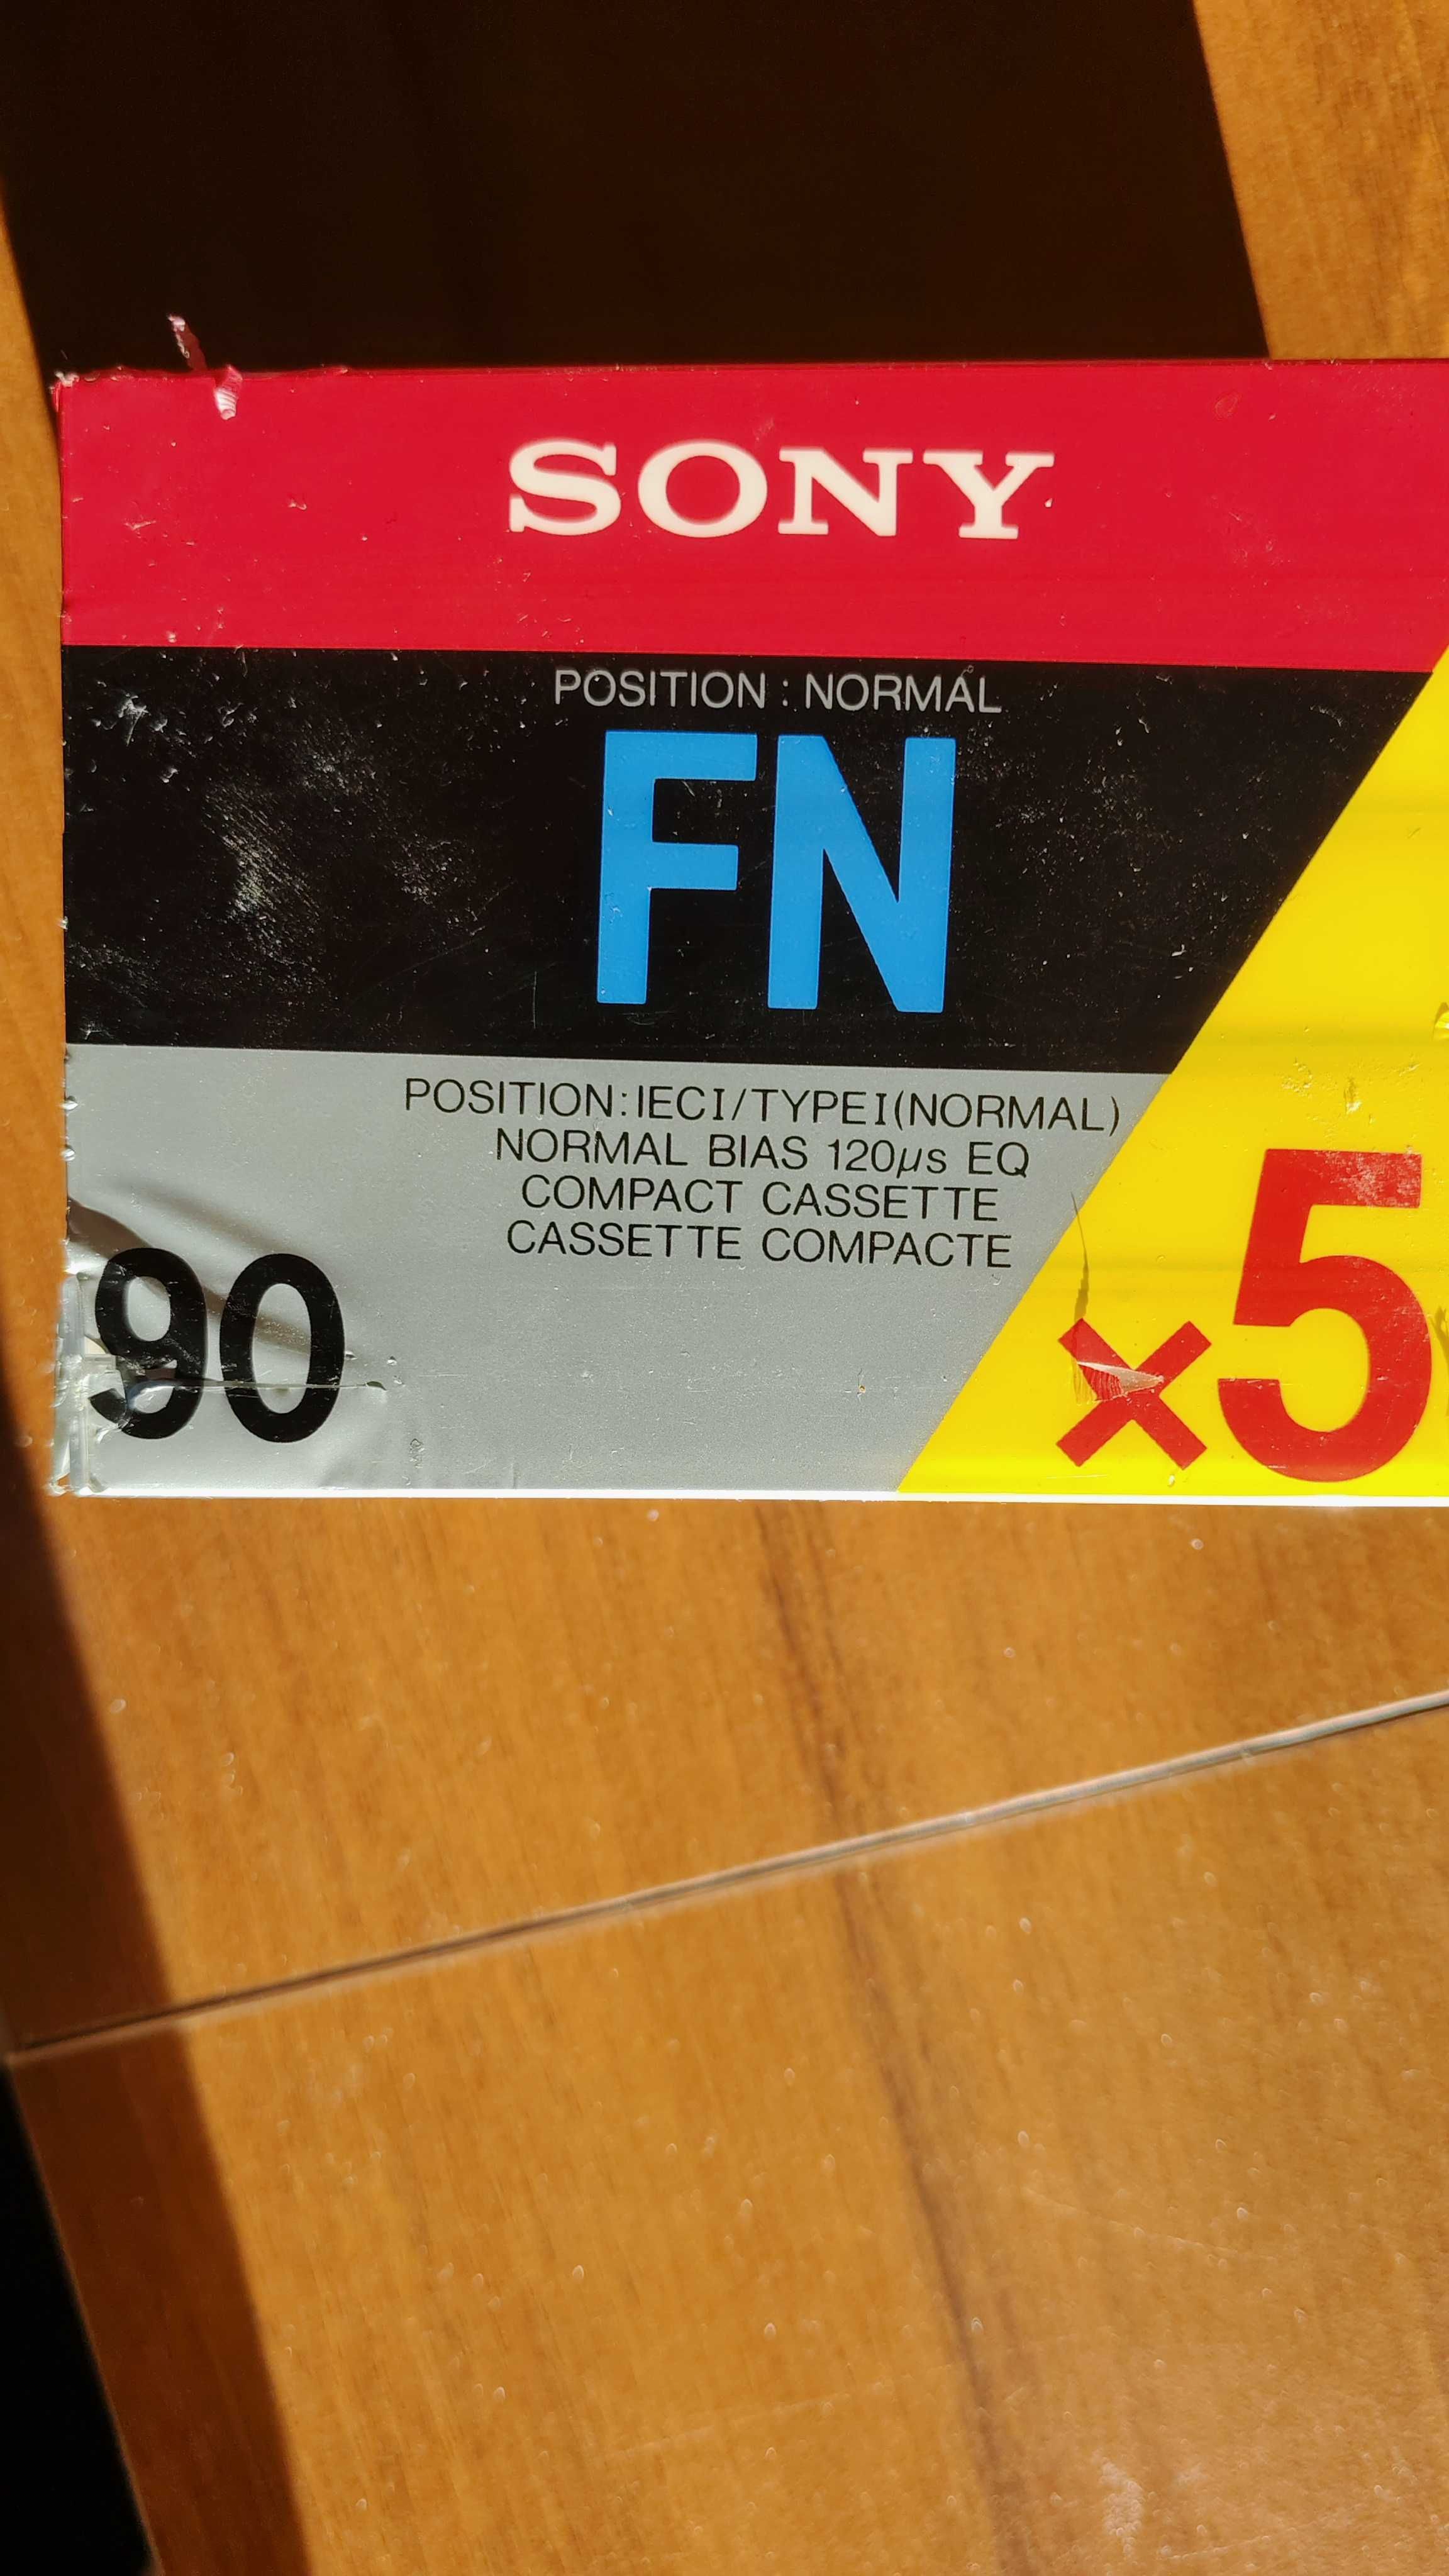 SONY
POSITION : NORMAL
FN
POSITION:IECI/TYPEI(NORMAL)
NORMAL BIAS 120µs EQ
COMPACT CASSETTE
CASSETTE COMPACTE
90
×5